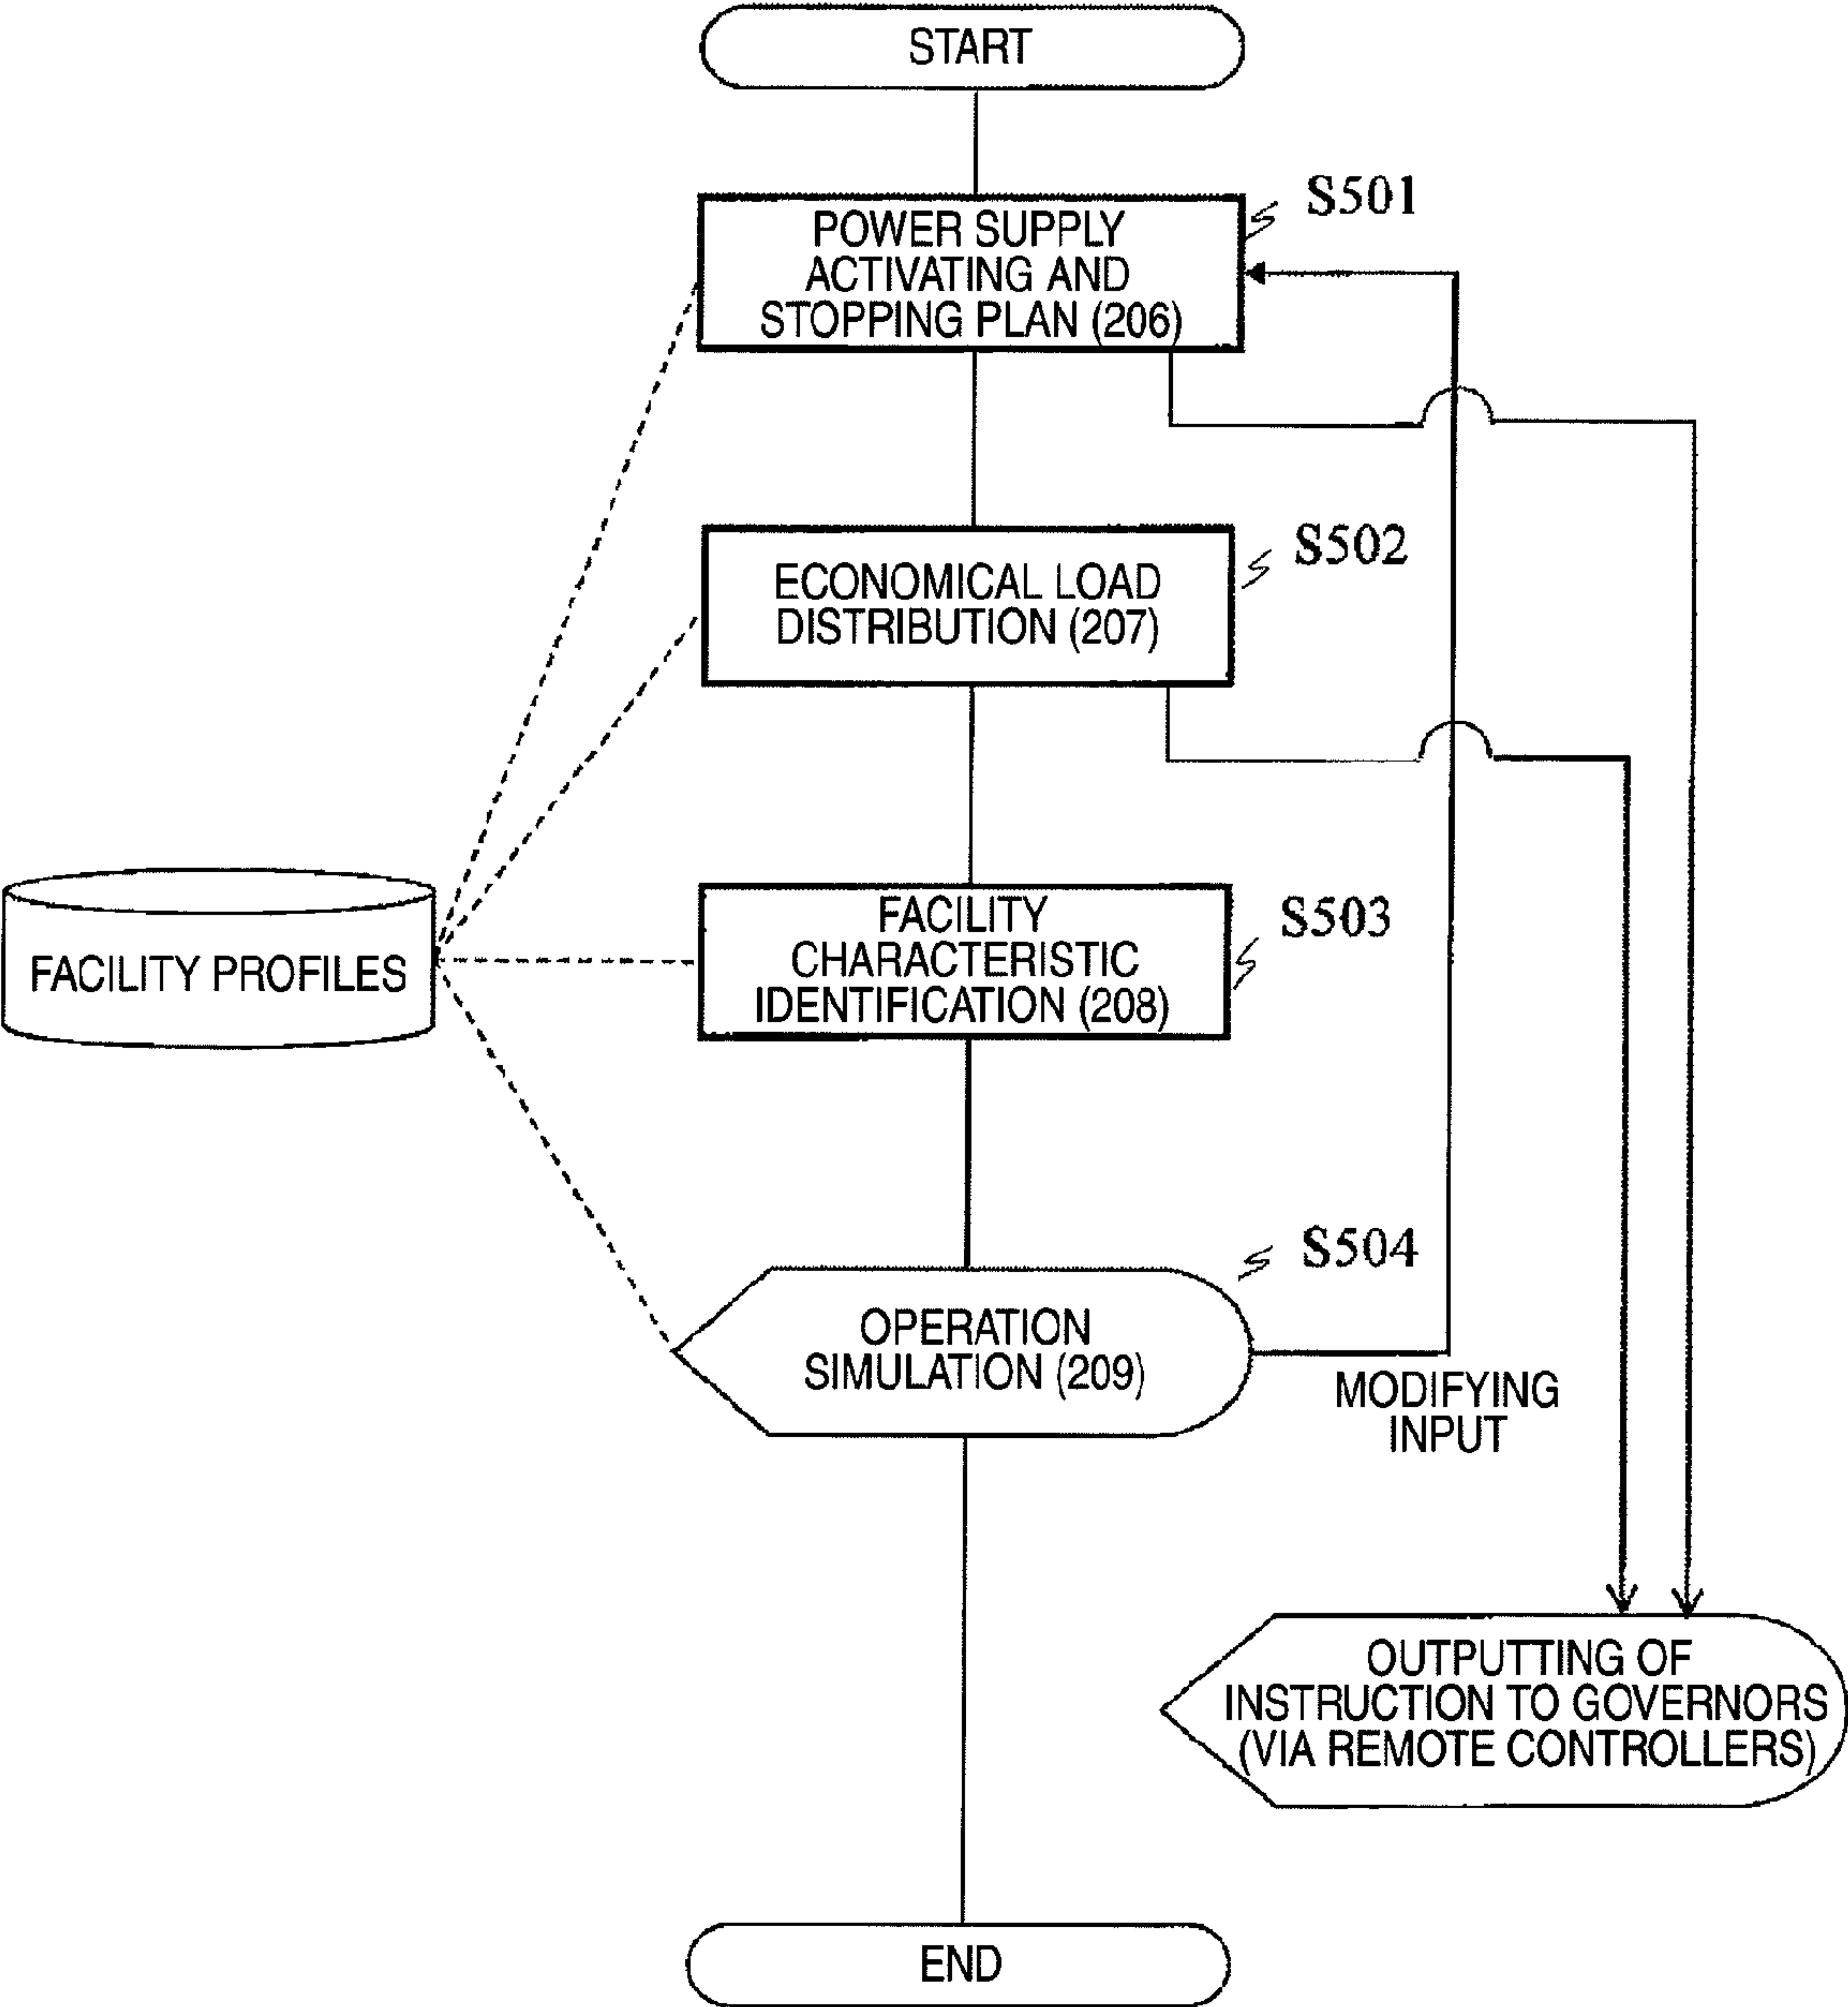 START
S501
POWER SUPPLY
ACTIVATING AND
STOPPING PLAN (206)
S502
ECONOMICAL LOAD
DISTRIBUTION (207)
S503
FACILITY
CHARACTERISTIC
IDENTIFICATION (208)
FACILITY PROFILES
S504
OPERATION
SIMULATION (209)
MODIFYING
INPUT
OUTPUTTING OF
INSTRUCTION TO GOVERNORS
(VIA REMOTE CONTROLLERS)
END